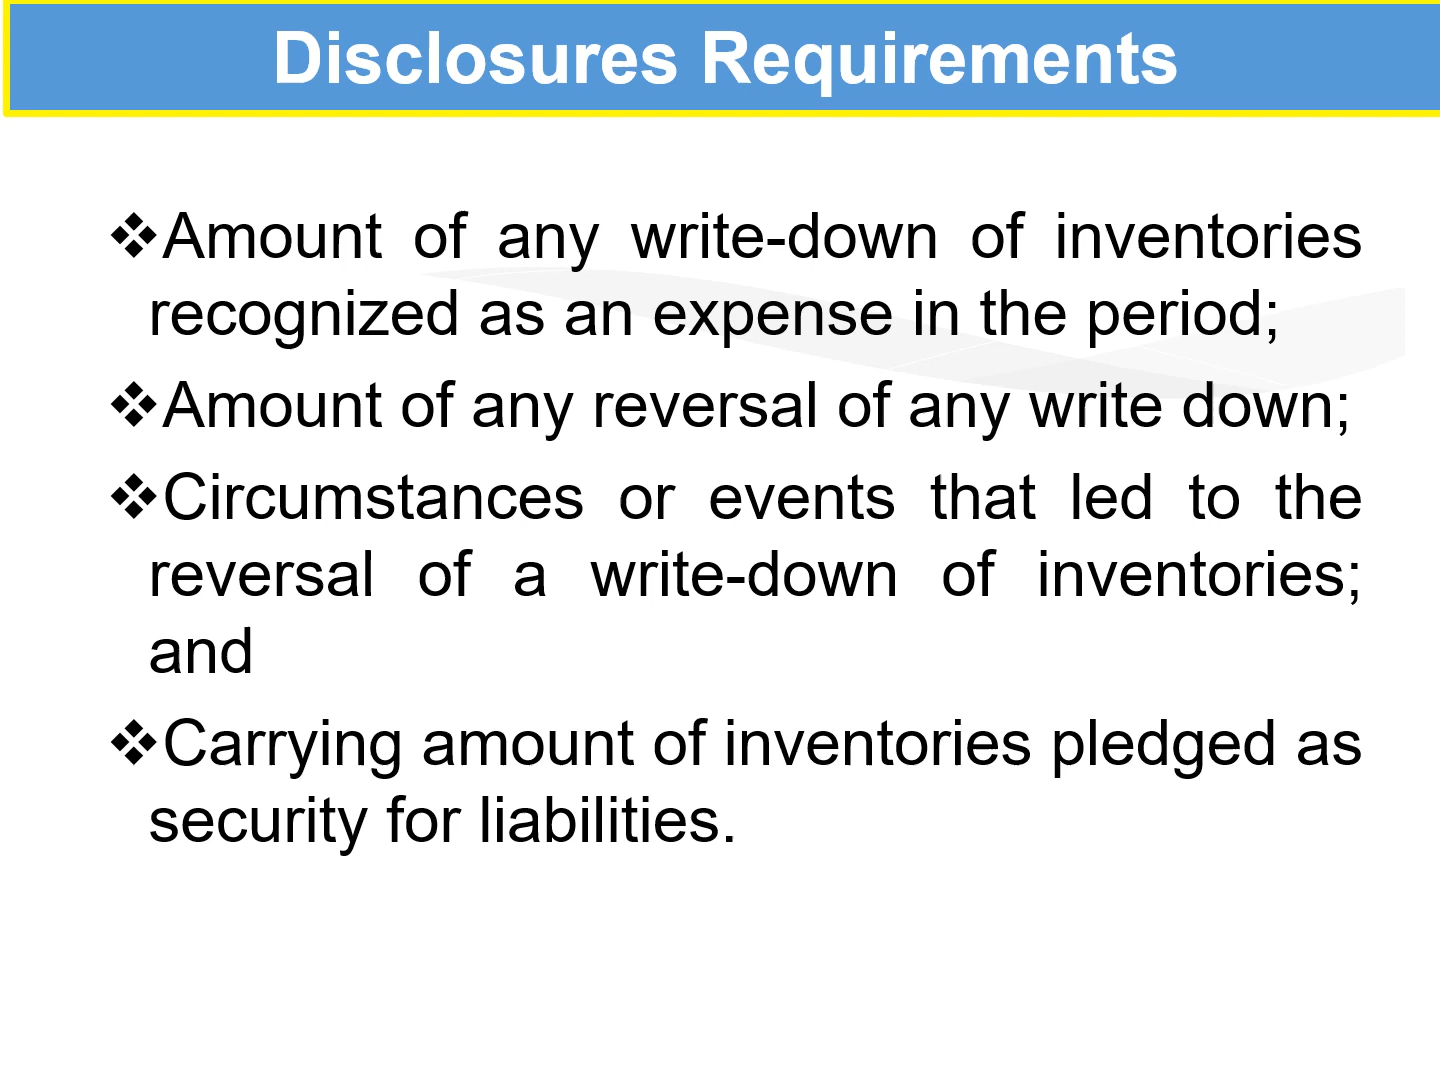 Disclosures Requirements
❖Amount of any write-down of inventories
recognized as an expense in the period;
❖Amount of any reversal of any write down;
❖Circumstances or events that led to the
reversal of a write-down of inventories;
and
❖Carrying amount of inventories pledged as
security for liabilities.